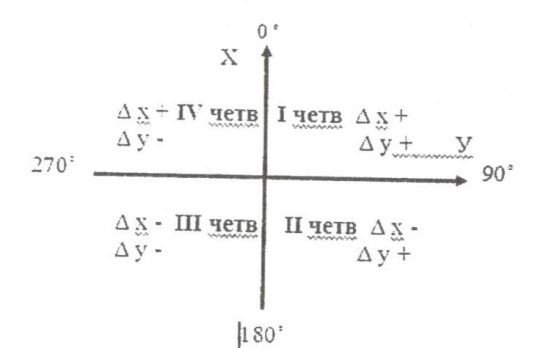 0°
X
Δ x + IV четв I четв Δ x +
Δ y - Δ y + У
270° 90°
Δ x - III четв II четв Δ x -
Δ y - Δ y +
180°